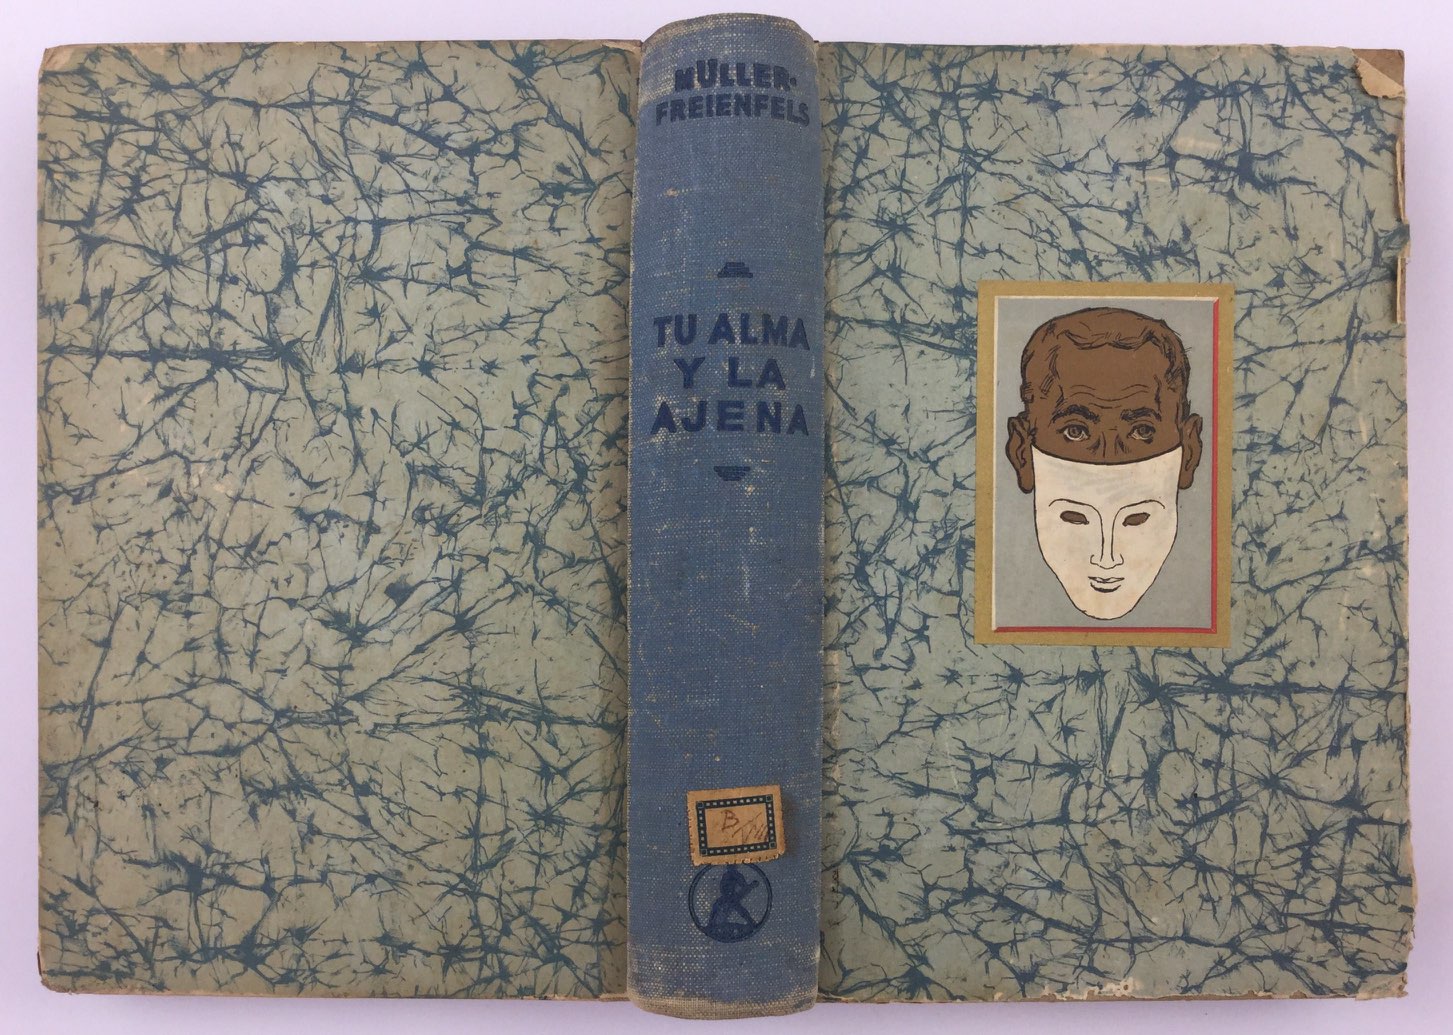 MÜLLER-
FREIENFELS
TU ALMA
Y LA
AJENA
B